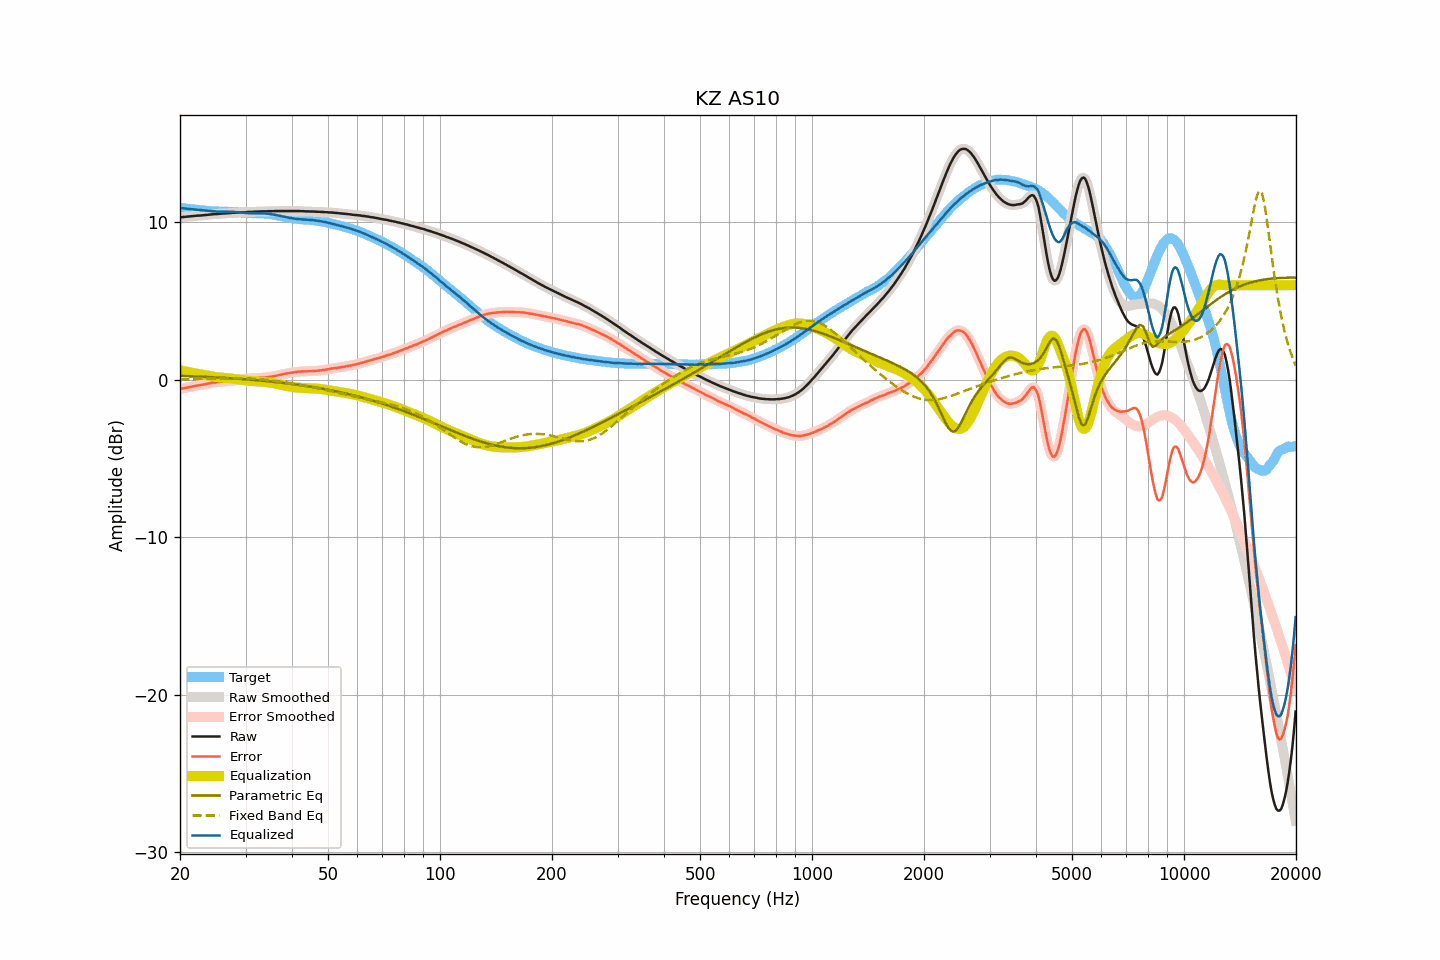 KZ AS10
10
0
−10
−20
−30
Amplitude (dBr)
Target
Raw Smoothed
Error Smoothed
Raw
Error
Equalization
Parametric Eq
Fixed Band Eq
Equalized
20 50 100 200 500 1000 2000 5000 10000 20000
Frequency (Hz)